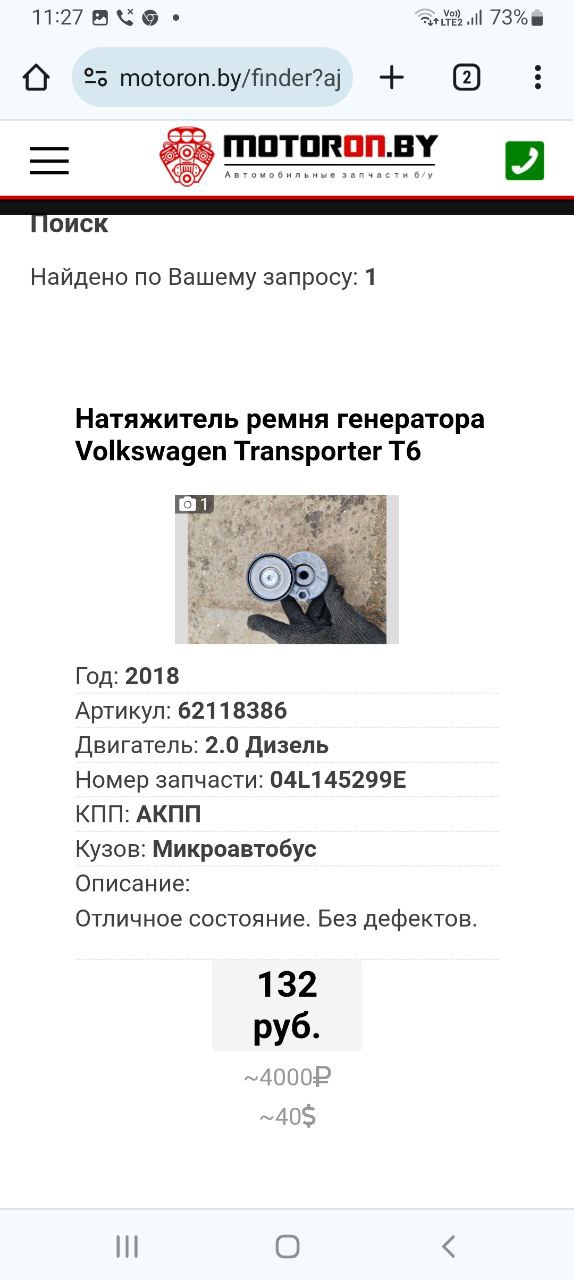 11:27 Vo)) LTE2 73%
motoron.by/finder?aj 2
MOTORON.BY
Автомобильные запчасти б/у
Поиск
Найдено по Вашему запросу: 1
Натяжитель ремня генератора
Volkswagen Transporter T6
1
Год: 2018
Артикул: 62118386
Двигатель: 2.0 Дизель
Номер запчасти: 04L145299E
КПП: АКПП
Кузов: Микроавтобус
Описание:
Отличное состояние. Без дефектов.
132
руб.
~4000₽
~40$